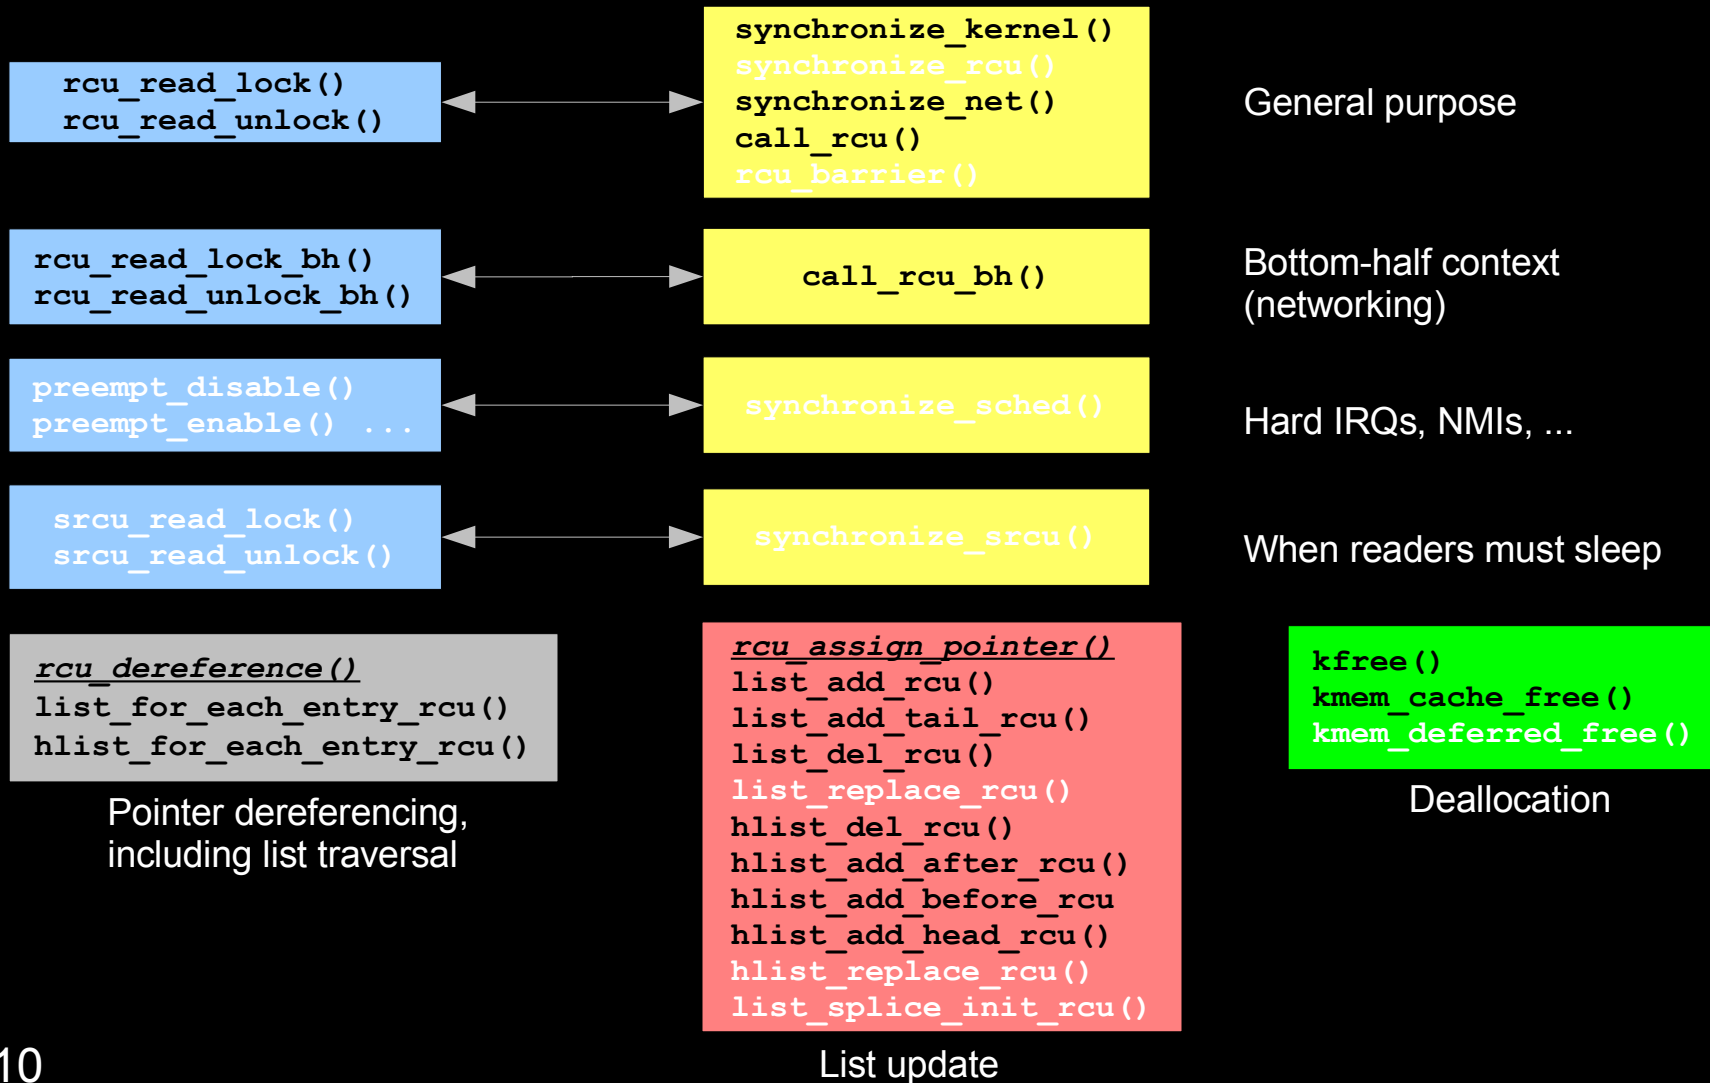 rcu_read_lock()
rcu_read_unlock()
synchronize_kernel()
synchronize_rcu()
synchronize_net()
call_rcu()
rcu_barrier()
General purpose
rcu_read_lock_bh()
rcu_read_unlock_bh()
call_rcu_bh()
Bottom-half context
(networking)
preempt_disable()
preempt_enable() ...
synchronize_sched()
Hard IRQs, NMIs, ...
srcu_read_lock()
srcu_read_unlock()
synchronize_srcu()
When readers must sleep
rcu_dereference()
list_for_each_entry_rcu()
hlist_for_each_entry_rcu()
Pointer dereferencing,
including list traversal
rcu_assign_pointer()
list_add_rcu()
list_add_tail_rcu()
list_del_rcu()
list_replace_rcu()
hlist_del_rcu()
hlist_add_after_rcu()
hlist_add_before_rcu
hlist_add_head_rcu()
hlist_replace_rcu()
list_splice_init_rcu()
List update
kfree()
kmem_cache_free()
kmem_deferred_free()
Deallocation
10